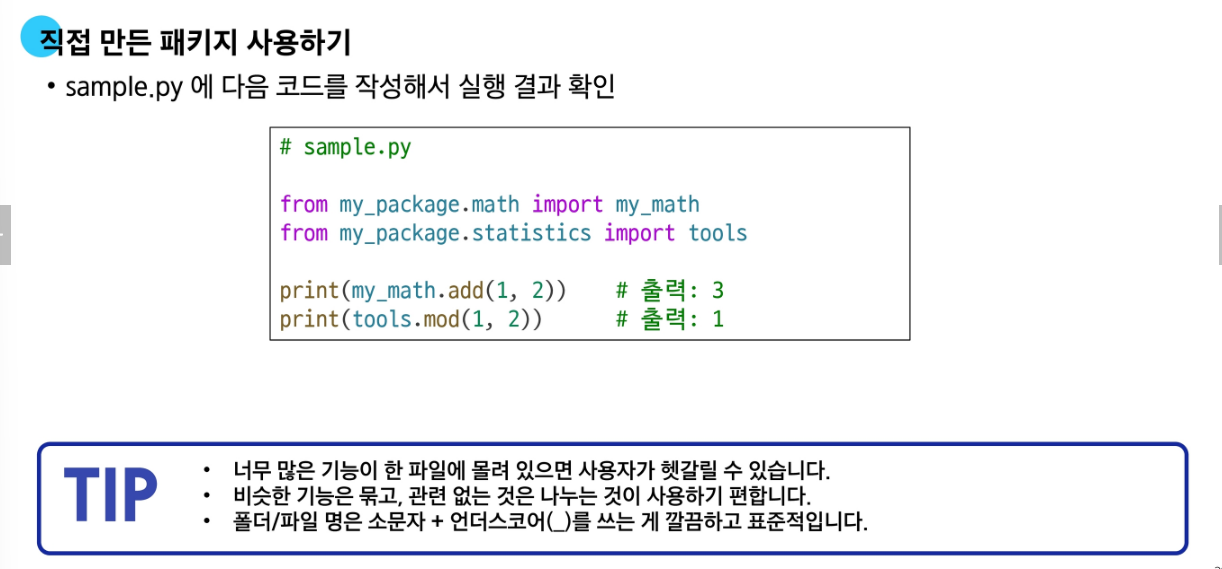 직접 만든 패키지 사용하기
• sample.py 에 다음 코드를 작성해서 실행 결과 확인
# sample.py
from my_package.math import my_math
from my_package.statistics import tools
print(my_math.add(1, 2))    # 출력: 3
print(tools.mod(1, 2))      # 출력: 1
TIP
• 너무 많은 기능이 한 파일에 몰려 있으면 사용자가 헷갈릴 수 있습니다.
• 비슷한 기능은 묶고, 관련 없는 것은 나누는 것이 사용하기 편합니다.
• 폴더/파일 명은 소문자 + 언더스코어(_)를 쓰는 게 깔끔하고 표준적입니다.